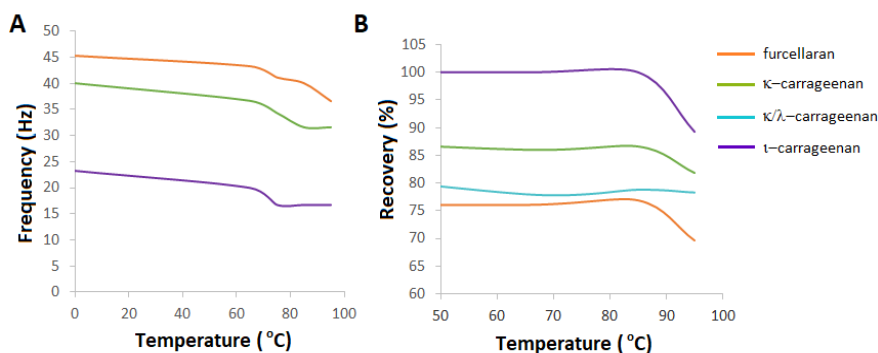 A
Frequency (Hz)
50
45
40
35
30
25
20
15
10
5
0
0 20 40 60 80 100
Temperature ( °C)
B
Recovery (%)
105
100
95
90
85
80
75
70
65
60
50 60 70 80 90 100
Temperature ( °C)
furcellaran
κ–carrageenan
κ/λ–carrageenan
ι–carrageenan